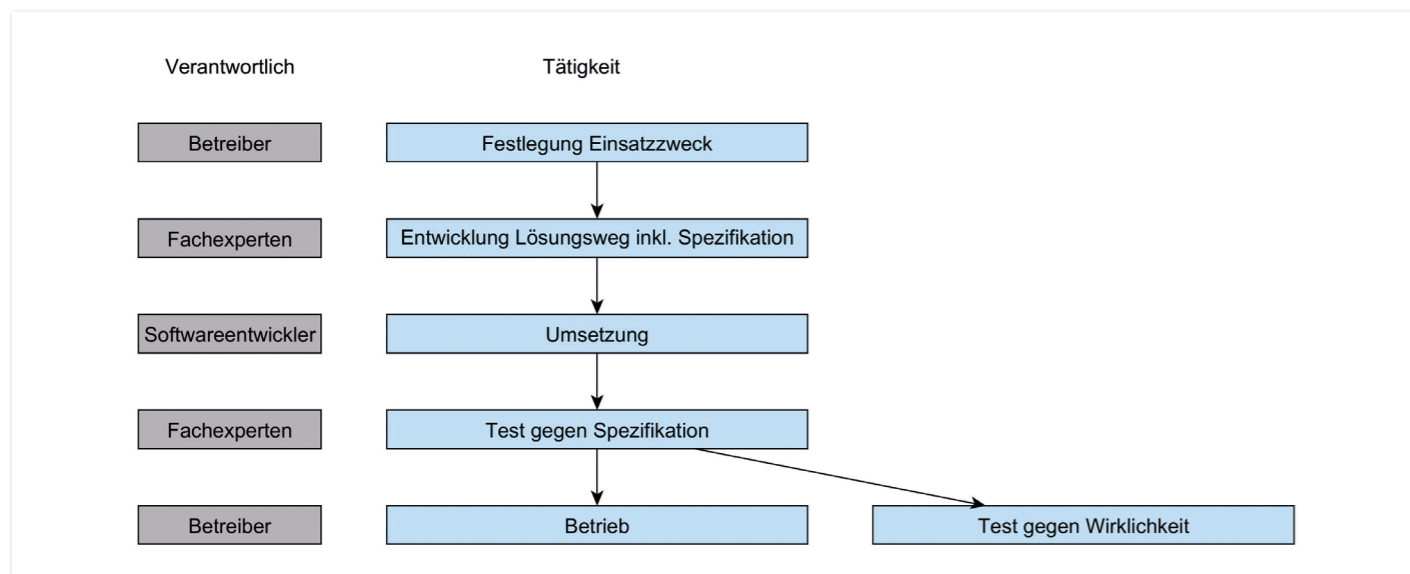 Verantwortlich Tätigkeit
Betreiber Festlegung Einsatzzweck
Fachexperten Entwicklung Lösungsweg inkl. Spezifikation
Softwareentwickler Umsetzung
Fachexperten Test gegen Spezifikation
Betreiber Betrieb Test gegen Wirklichkeit